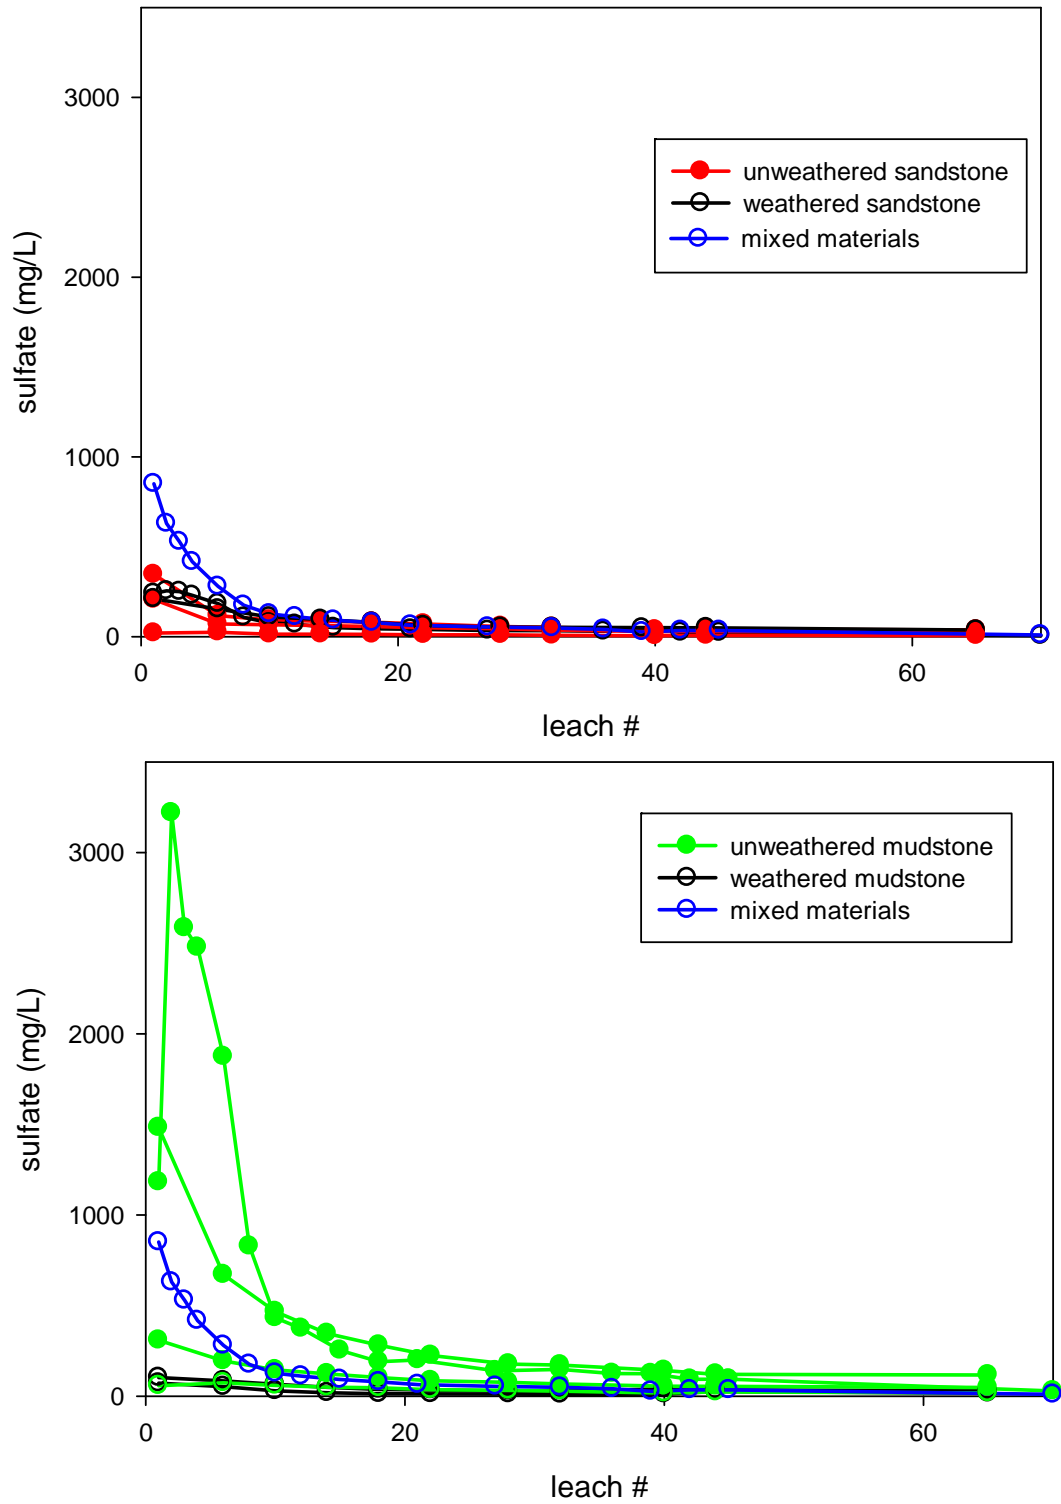 3000
2000
1000
0
sulfate (mg/L)
unweathered sandstone
weathered sandstone
mixed materials
0
20
40
60
leach #
3000
2000
1000
0
sulfate (mg/L)
unweathered mudstone
weathered mudstone
mixed materials
0
20
40
60
leach #